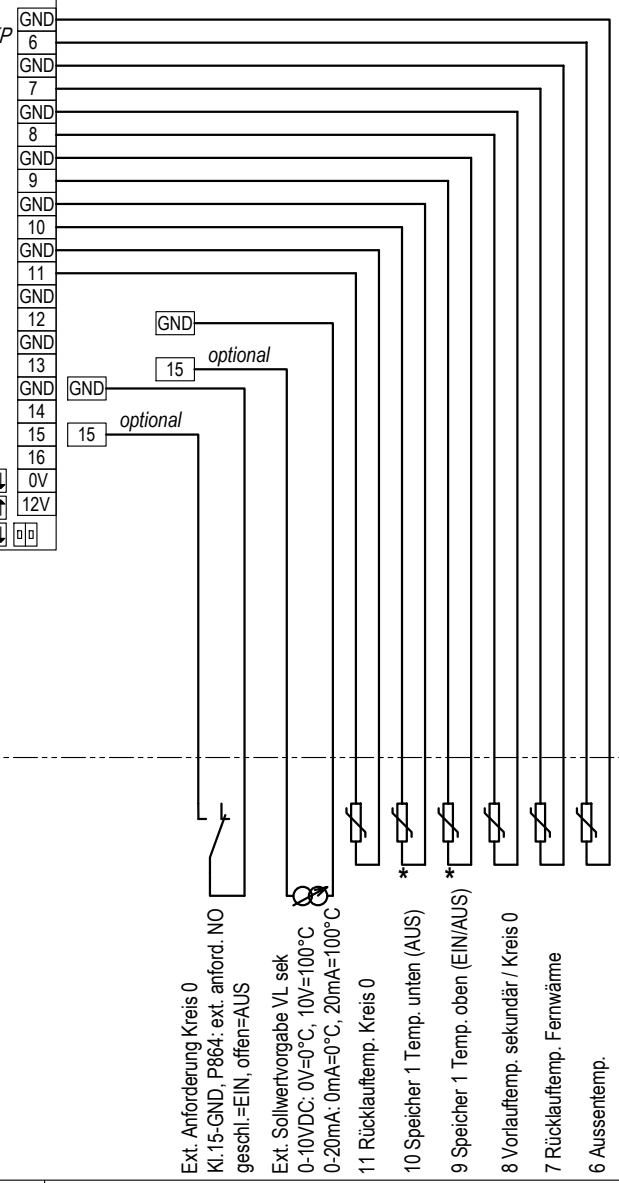 GND
P
6
GND
7
GND
8
GND
9
GND
10
GND
11
GND
12
GND
13
GND
14
15
16
0V
12V
GND
15
optional
GND
15
optional
Ext. Anforderung Kreis 0
Kl.15-GND, P864: ext. anford. NO
geschl.=EIN, offen=AUS
Ext. Sollwertvorgabe VL sek
0-10VDC: 0V=0°C, 10V=100°C
0-20mA: 0mA=0°C, 20mA=100°C
11 Rücklauftemp. Kreis 0
10 Speicher 1 Temp. unten (AUS)
*
9 Speicher 1 Temp. oben (EIN/AUS)
*
8 Vorlauftemp. sekundär / Kreis 0
7 Rücklauftemp. Fernwärme
6 Aussentemp.